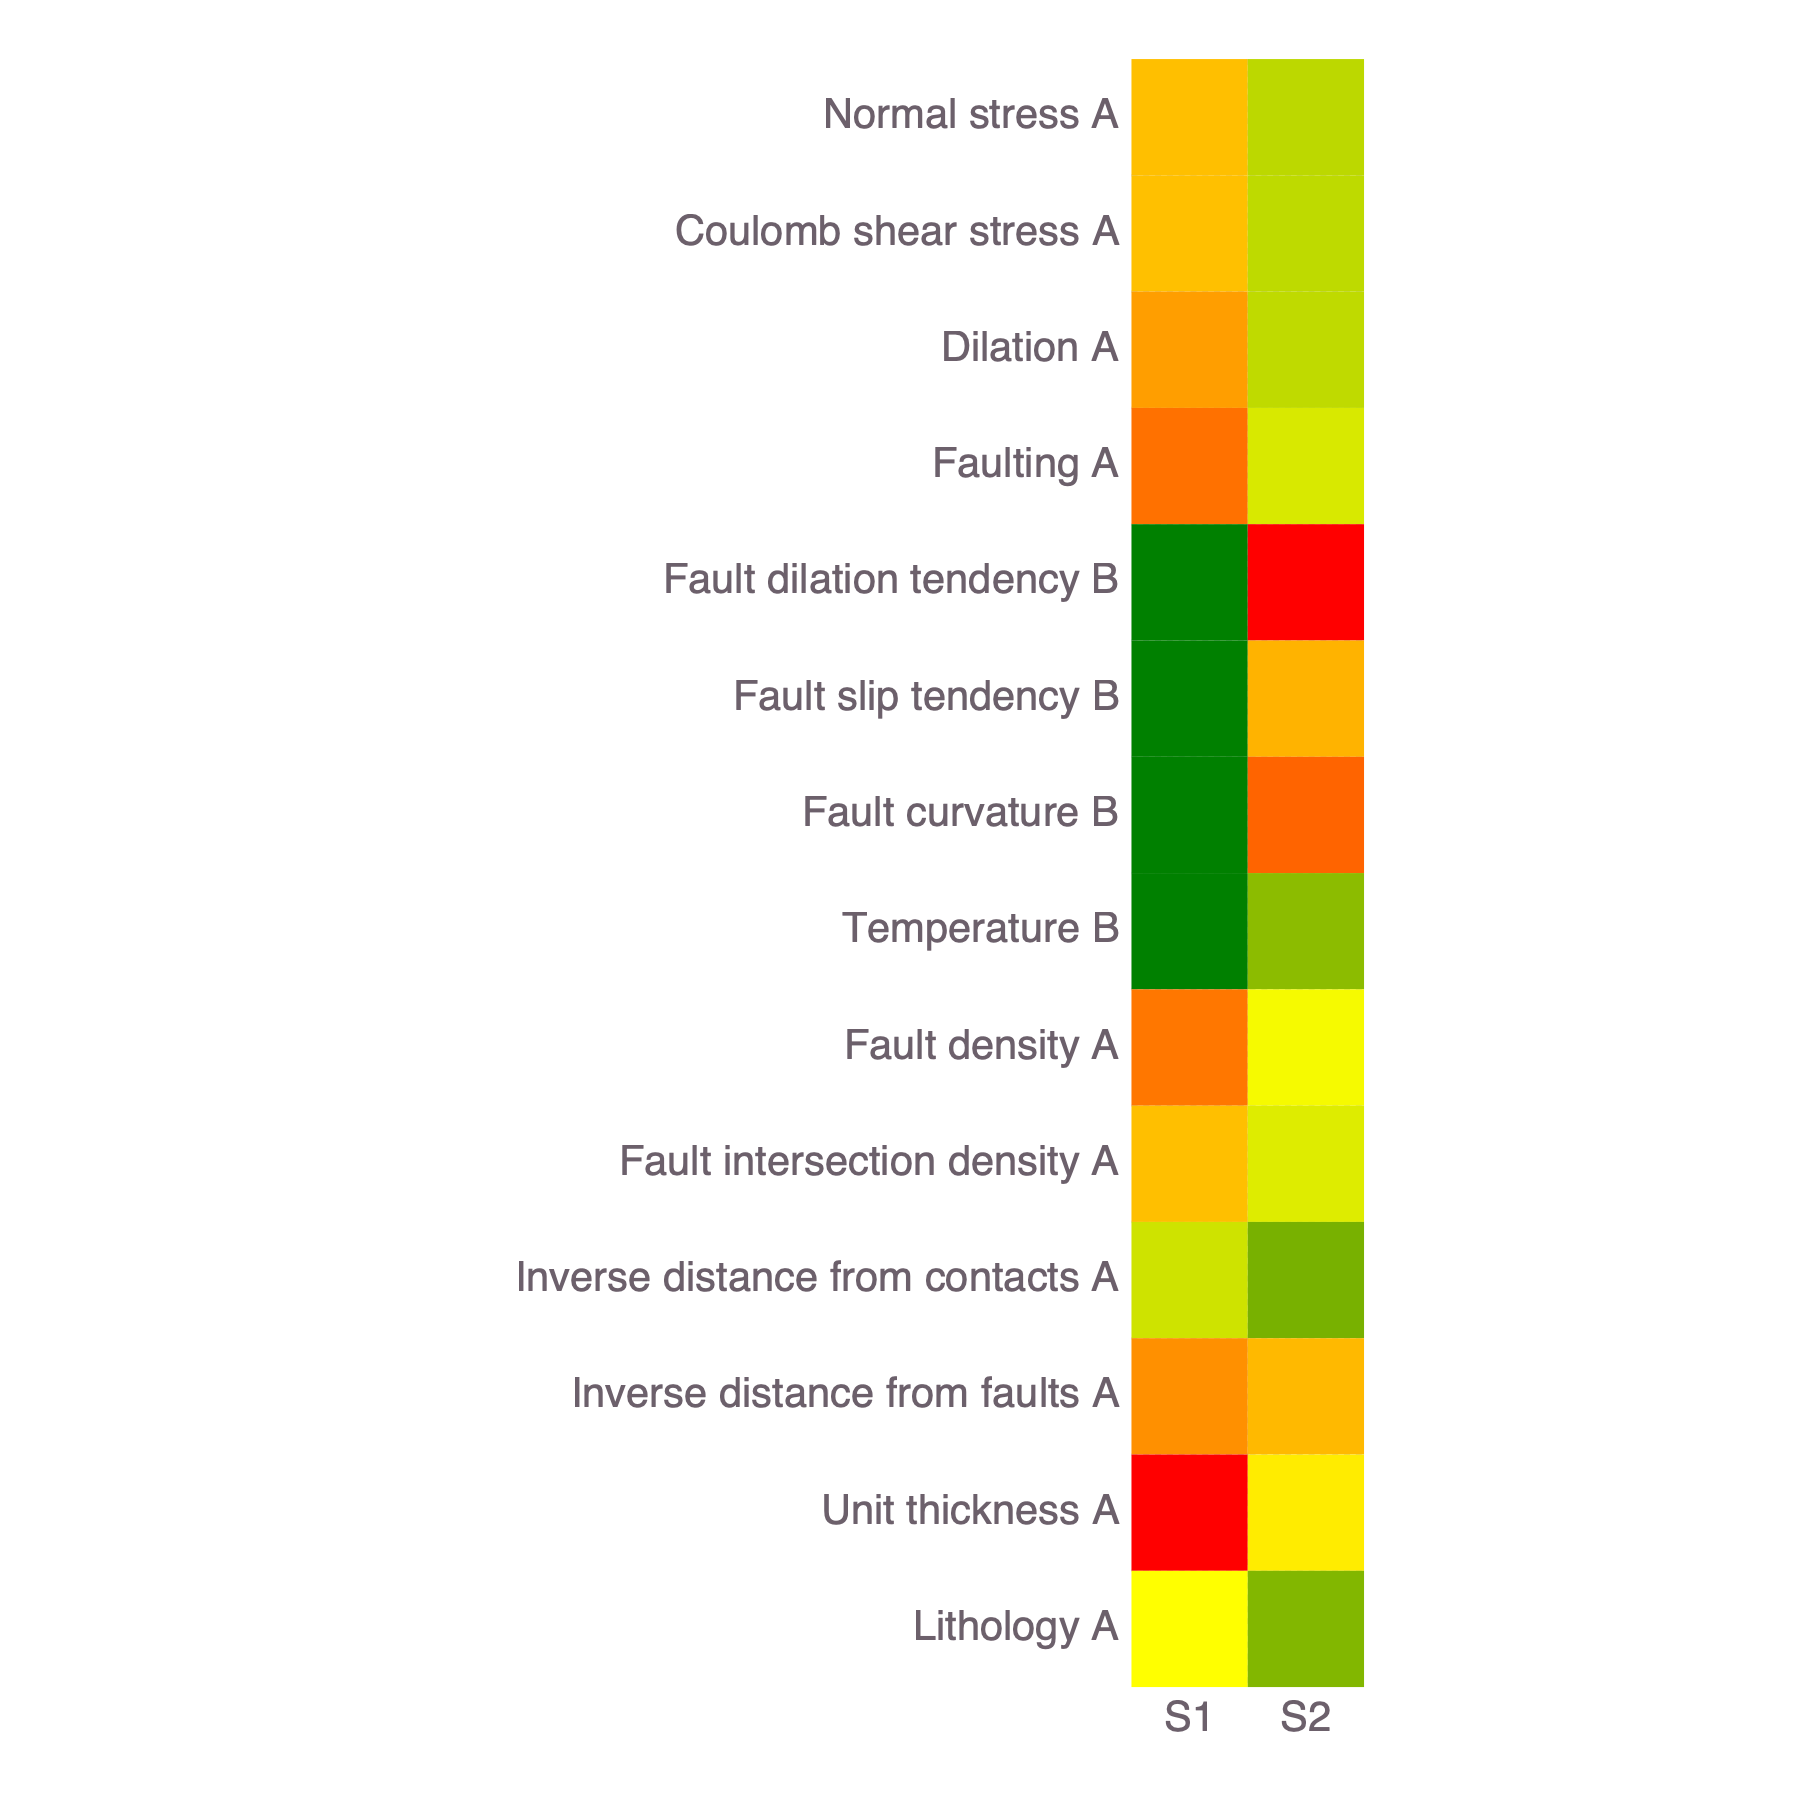 Normal stress A
Coulomb shear stress A
Dilation A
Faulting A
Fault dilation tendency B
Fault slip tendency B
Fault curvature B
Temperature B
Fault density A
Fault intersection density A
Inverse distance from contacts A
Inverse distance from faults A
Unit thickness A
Lithology A
S1 S2